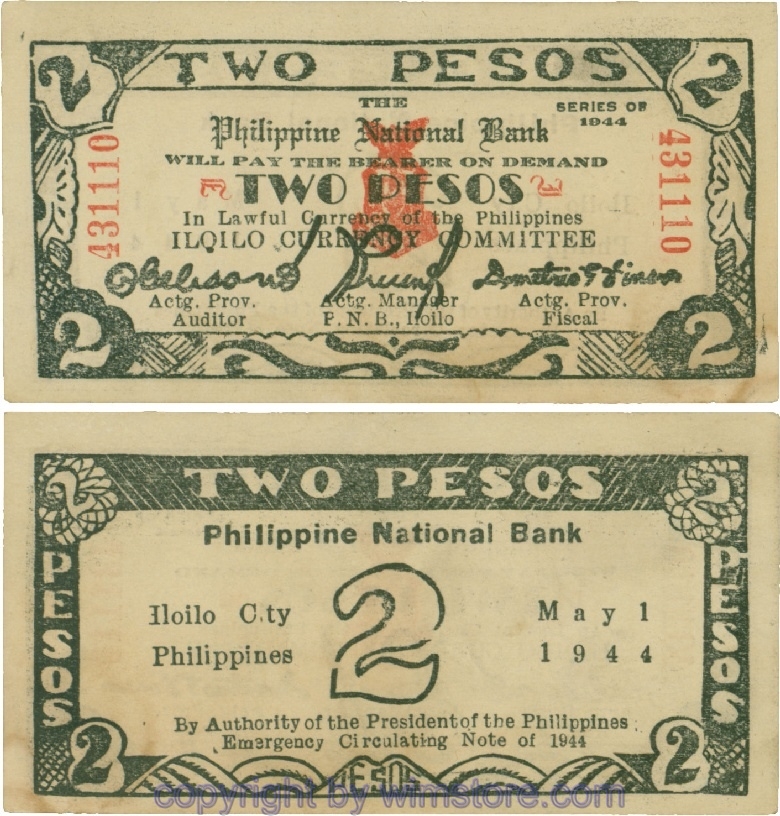 2 TWO PESOS 2
THE
SERIES OF
1944
Philippine National Bank
WILL PAY THE BEARER ON DEMAND
TWO PESOS
431110
431110
In Lawful Currency of the Philippines
ILOILO CURRENCY COMMITTEE
Actg. Prov.
Auditor
Actg. Manager
P. N. B., Iloilo
Actg. Prov.
Fiscal
2
2
2 TWO PESOS 2
Philippine National Bank
PESOS
PESOS
2
Iloilo C.ty
Philippines
May 1
1944
By Authority of the President of the Philippines
Emergency Circulating Note of 1944
2
2
PESOS
copyright by wimstore.com